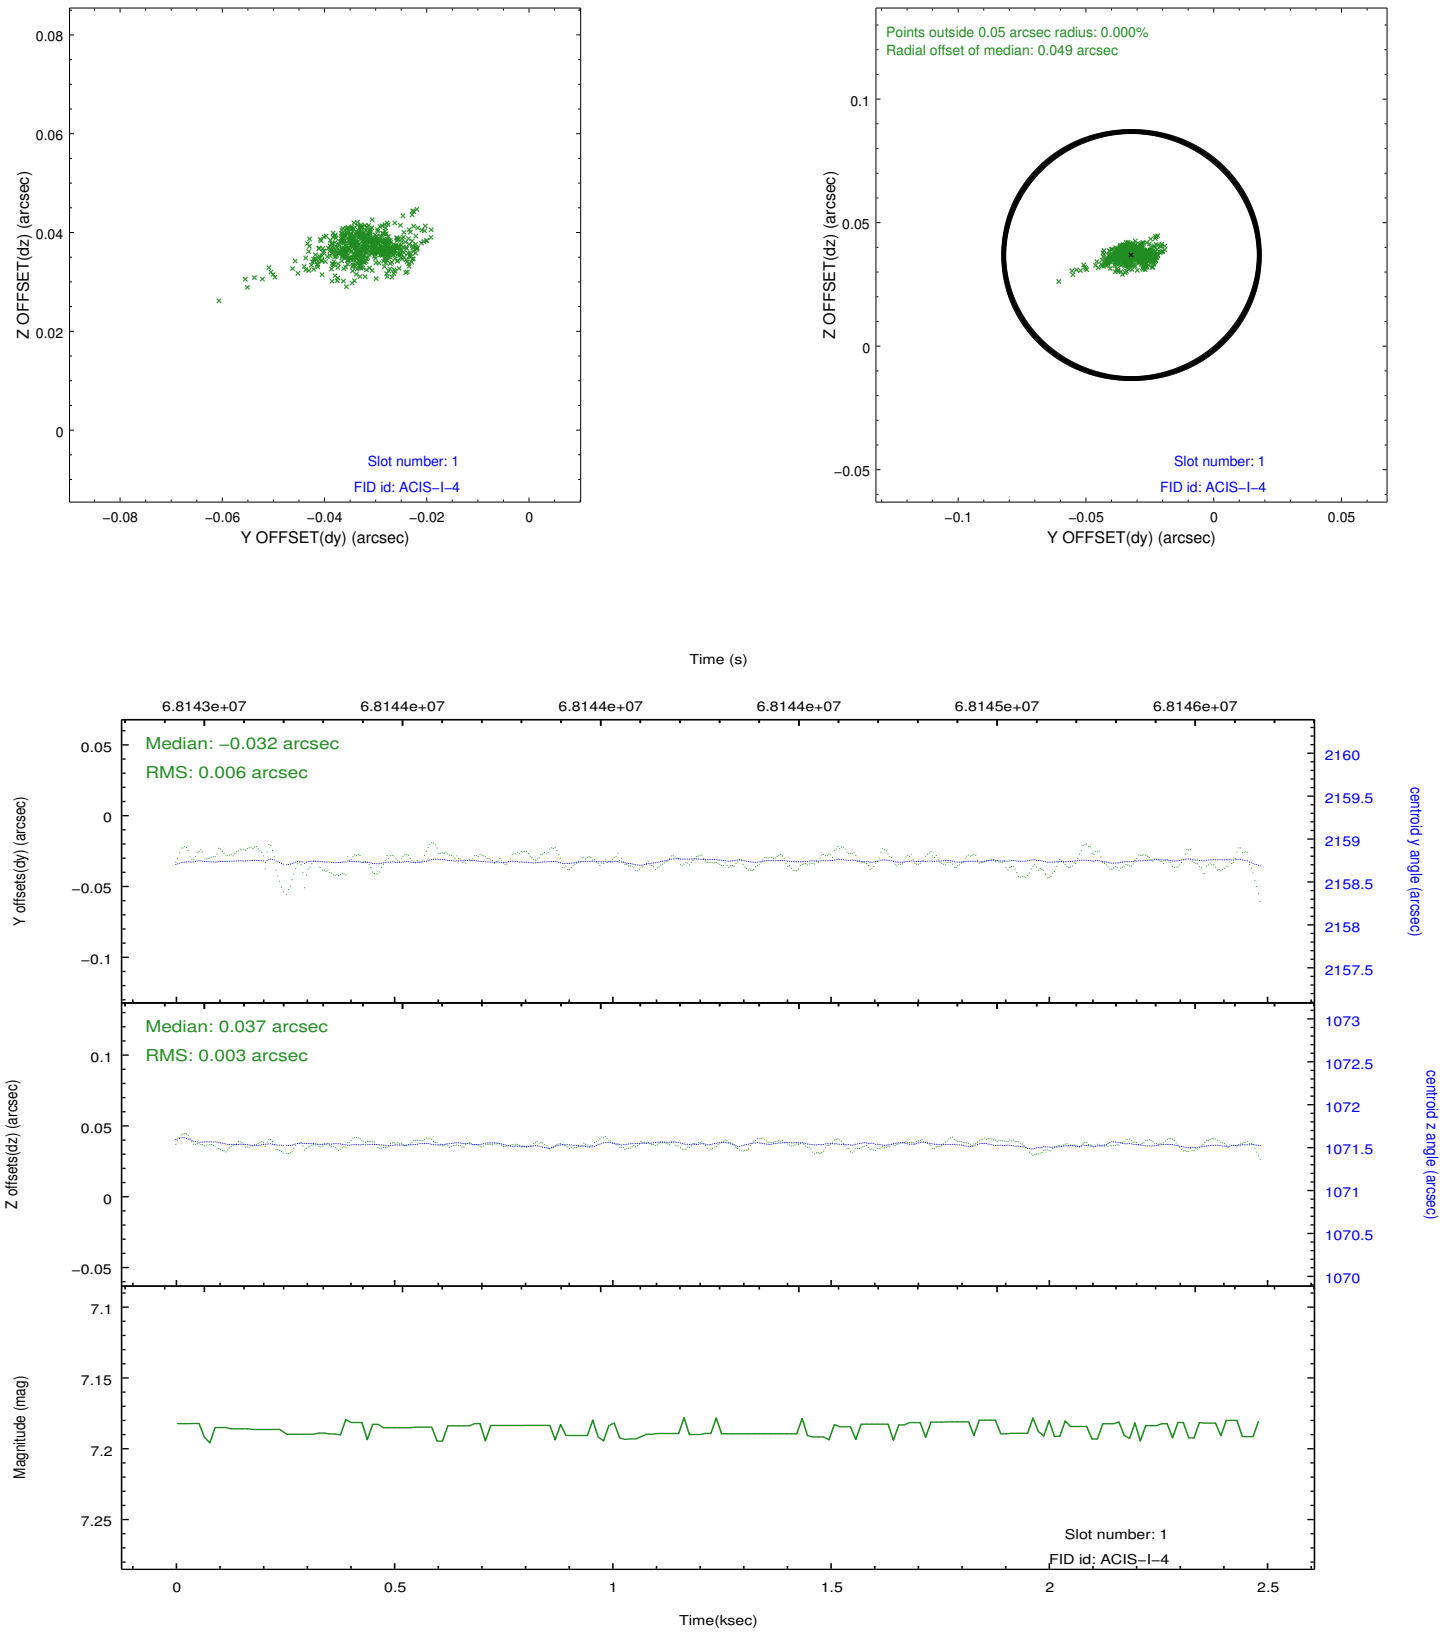 0.08
0.06
0.04
0.02
0
Z OFFSET(dz) (arcsec)
Slot number: 1
FID id: ACIS−I−4
−0.08 −0.06 −0.04 −0.02 0
Y OFFSET(dy) (arcsec)
Points outside 0.05 arcsec radius: 0.000%
Radial offset of median: 0.049 arcsec
0.1
0.05
0
−0.05
Z OFFSET(dz) (arcsec)
Slot number: 1
FID id: ACIS−I−4
−0.1 −0.05 0 0.05
Y OFFSET(dy) (arcsec)
Time (s)
6.8143e+07 6.8144e+07 6.8144e+07 6.8144e+07 6.8145e+07 6.8146e+07
Median: −0.032 arcsec
RMS: 0.006 arcsec
0.05
0
−0.05
−0.1
Y offsets(dy) (arcsec)
2160
2159.5
2159
2158.5
2158
2157.5
centroid y angle (arcsec)
Median: 0.037 arcsec
RMS: 0.003 arcsec
0.1
0.05
0
−0.05
Z offsets(dz) (arcsec)
1073
1072.5
1072
1071.5
1071
1070.5
1070
centroid z angle (arcsec)
7.1
7.15
7.2
7.25
Magnitude (mag)
Slot number: 1
FID id: ACIS−I−4
0 0.5 1 1.5 2 2.5
Time(ksec)